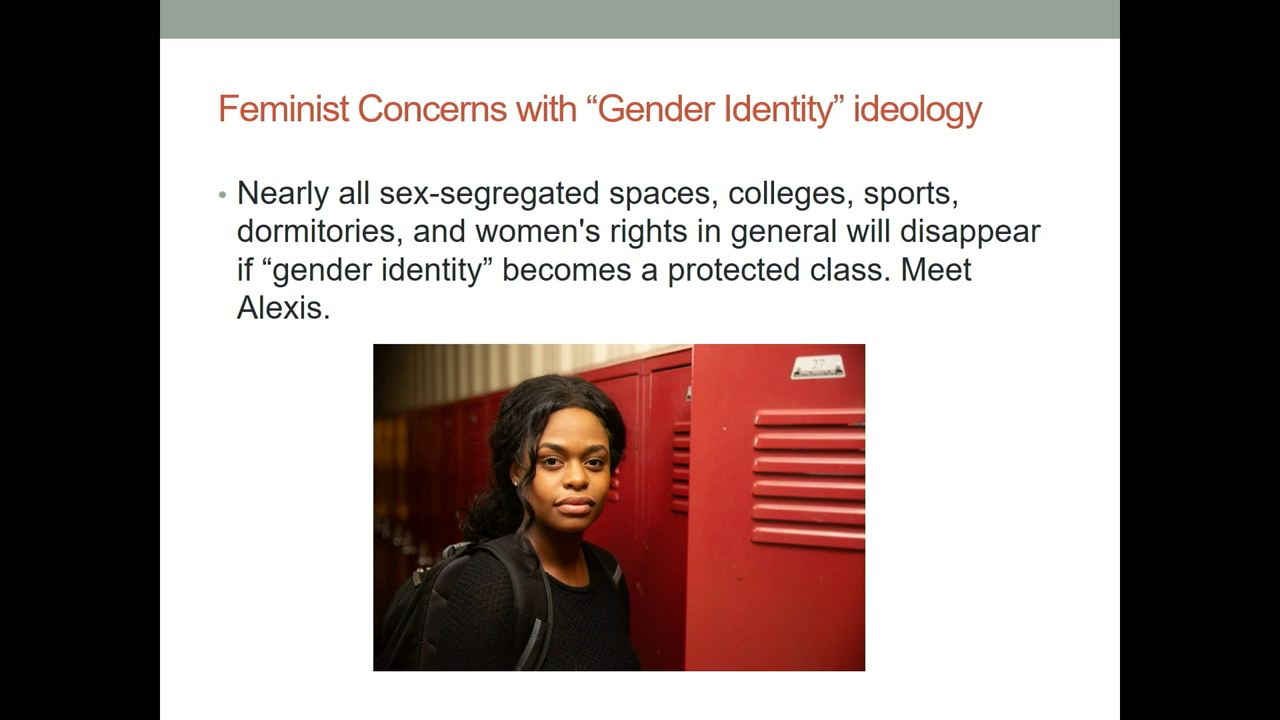 Feminist Concerns with “Gender Identity” ideology
• Nearly all sex-segregated spaces, colleges, sports,
dormitories, and women's rights in general will disappear
if “gender identity” becomes a protected class. Meet
Alexis.
27